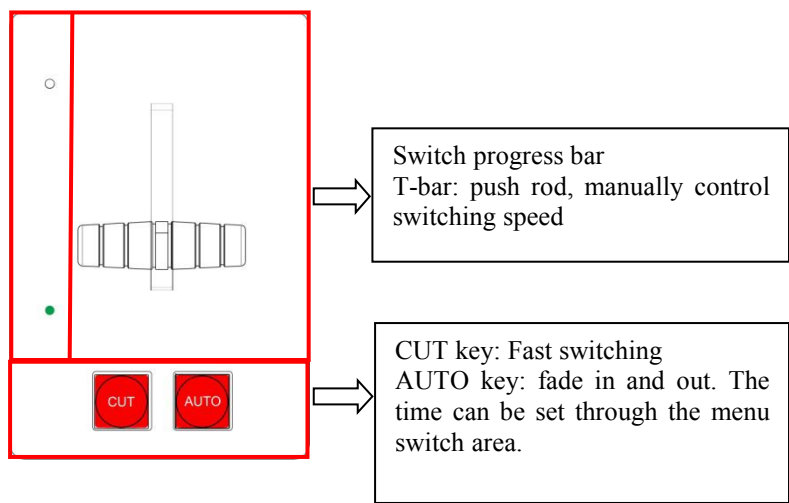 Switch progress bar
T-bar: push rod, manually control
switching speed
CUT key: Fast switching
AUTO key: fade in and out. The
time can be set through the menu
switch area.
CUT
AUTO